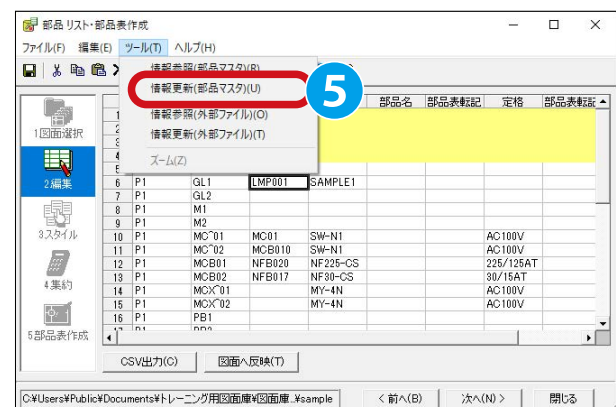 部品 リスト・部品表作成
ファイル(F) 編集(E) ツール(T) ヘルプ(H)
情報参照(部品マスタ)(R)
情報更新(部品マスタ)(U)
5
情報参照(外部ファイル)(O)
情報更新(外部ファイル)(T)
ズーム(Z)
部品名 部品表転記 定格 部品表転記
1図面選択
2編集
3スタイル
4集約
5部品表作成
6 P1 GL1 LMP001 SAMPLE1
7 P1 GL2
8 P1 M1
9 P1 M2
10 P1 MC~01 MC01 SW-N1 AC100V
11 P1 MC~02 MCB010 SW-N1 AC100V
12 P1 MCB01 NFB020 NF225-CS 225/125AT
13 P1 MCB02 NFB017 NF30-CS 30/15AT
14 P1 MCX~01 MY-4N AC100V
15 P1 MCX~02 MY-4N AC100V
16 P1 PB1
CSV出力(C) 図面へ反映(T)
C:¥Users¥Public¥Documents¥トレーニング用図面庫¥図面庫_¥sample
< 前へ(B) 次へ(N) > 閉じる